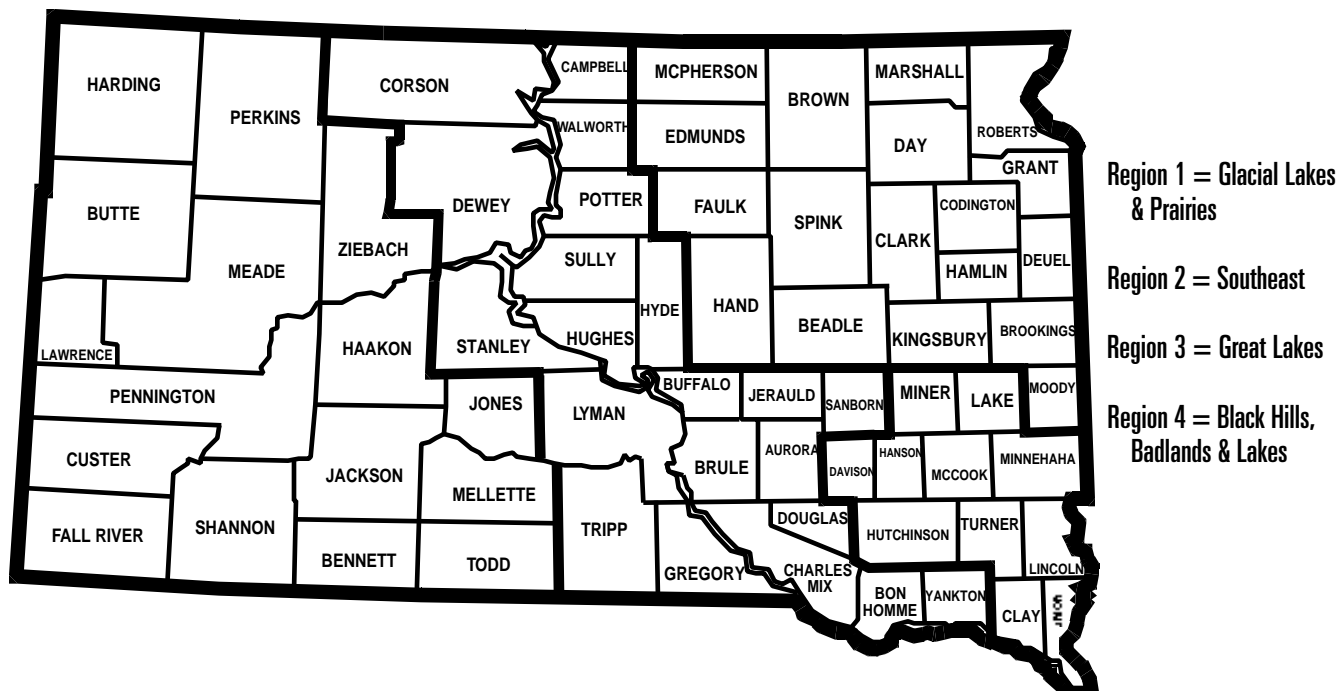 HARDING
PERKINS
CORSON
CAMPBELL
MCPHERSON
BROWN
MARSHALL
ROBERTS
WALWORTH
EDMUNDS
DAY
GRANT
BUTTE
MEADE
ZIEBACH
DEWEY
POTTER
FAULK
SPINK
CLARK
CODINGTON
HAMLIN
DEUEL
SULLY
HYDE
HAND
BEADLE
KINGSBURY
BROOKINGS
LAWRENCE
HAAKON
STANLEY
HUGHES
PENNINGTON
JONES
LYMAN
BUFFALO
JERAULD
SANBORN
MINER
LAKE
MOODY
CUSTER
JACKSON
MELLETTE
BRULE
AURORA
DAVISON
HANSON
MCCOOK
MINNEHAHA
FALL RIVER
SHANNON
BENNETT
TODD
TRIPP
GREGORY
DOUGLAS
CHARLES
MIX
HUTCHINSON
TURNER
LINCOLN
BON
HOMME
YANKTON
CLAY
Region 1 = Glacial Lakes
& Prairies
Region 2 = Southeast
Region 3 = Great Lakes
Region 4 = Black Hills,
Badlands & Lakes